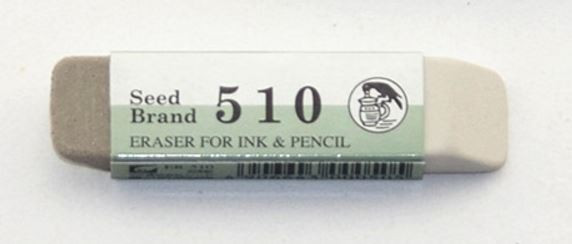 Seed
Brand 510
ERASER FOR INK & PENCIL